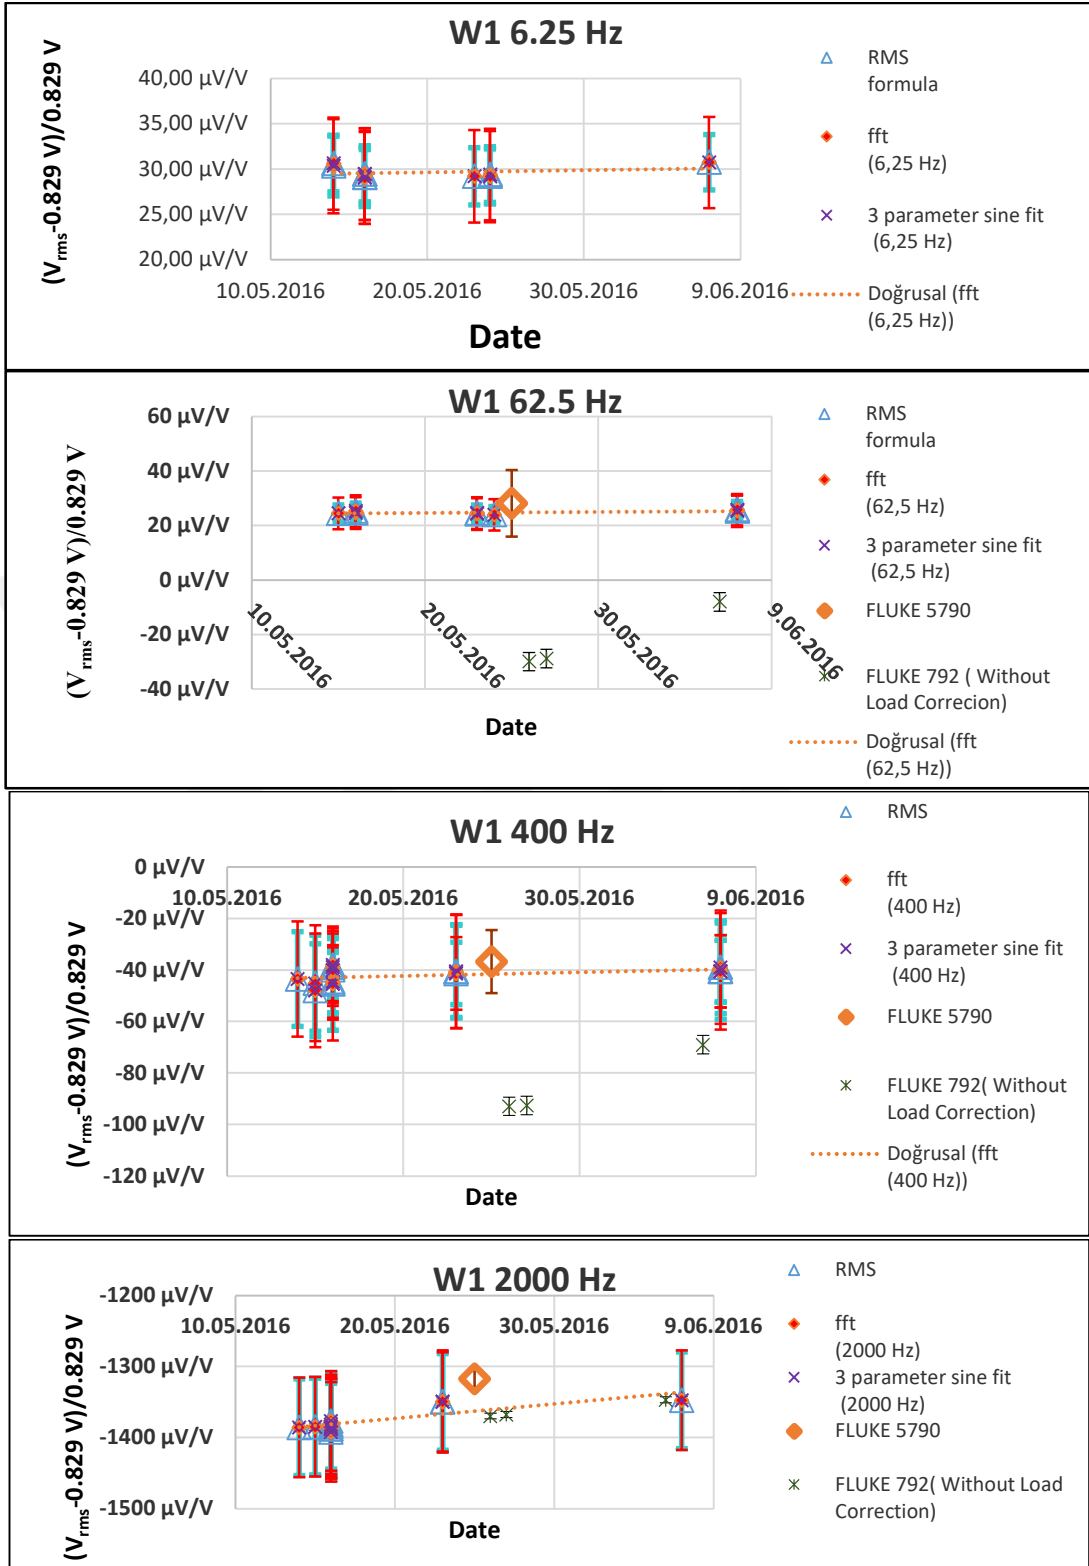 W1 6.25 Hz
(Vrms-0.829 V)/0.829 V
40,00 µV/V
35,00 µV/V
30,00 µV/V
25,00 µV/V
20,00 µV/V
10.05.2016
20.05.2016
30.05.2016
9.06.2016
Date
RMS
formula
fft
(6,25 Hz)
3 parameter sine fit
(6,25 Hz)
Doğrusal (fft
(6,25 Hz))
W1 62.5 Hz
(Vrms-0.829 V)/0.829 V
60 µV/V
40 µV/V
20 µV/V
0 µV/V
-20 µV/V
-40 µV/V
10.05.2016
20.05.2016
30.05.2016
9.06.2016
Date
RMS
formula
fft
(62,5 Hz)
3 parameter sine fit
(62,5 Hz)
FLUKE 5790
FLUKE 792 ( Without
Load Correcion)
Doğrusal (fft
(62,5 Hz))
W1 400 Hz
(Vrms-0.829 V)/0.829 V
0 µV/V
-20 µV/V
-40 µV/V
-60 µV/V
-80 µV/V
-100 µV/V
-120 µV/V
10.05.2016
20.05.2016
30.05.2016
9.06.2016
Date
RMS
fft
(400 Hz)
3 parameter sine fit
(400 Hz)
FLUKE 5790
FLUKE 792( Without
Load Correction)
Doğrusal (fft
(400 Hz))
W1 2000 Hz
(Vrms-0.829 V)/0.829 V
-1200 µV/V
-1300 µV/V
-1400 µV/V
-1500 µV/V
10.05.2016
20.05.2016
30.05.2016
9.06.2016
Date
RMS
fft
(2000 Hz)
3 parameter sine fit
(2000 Hz)
FLUKE 5790
FLUKE 792( Without Load
Correction)